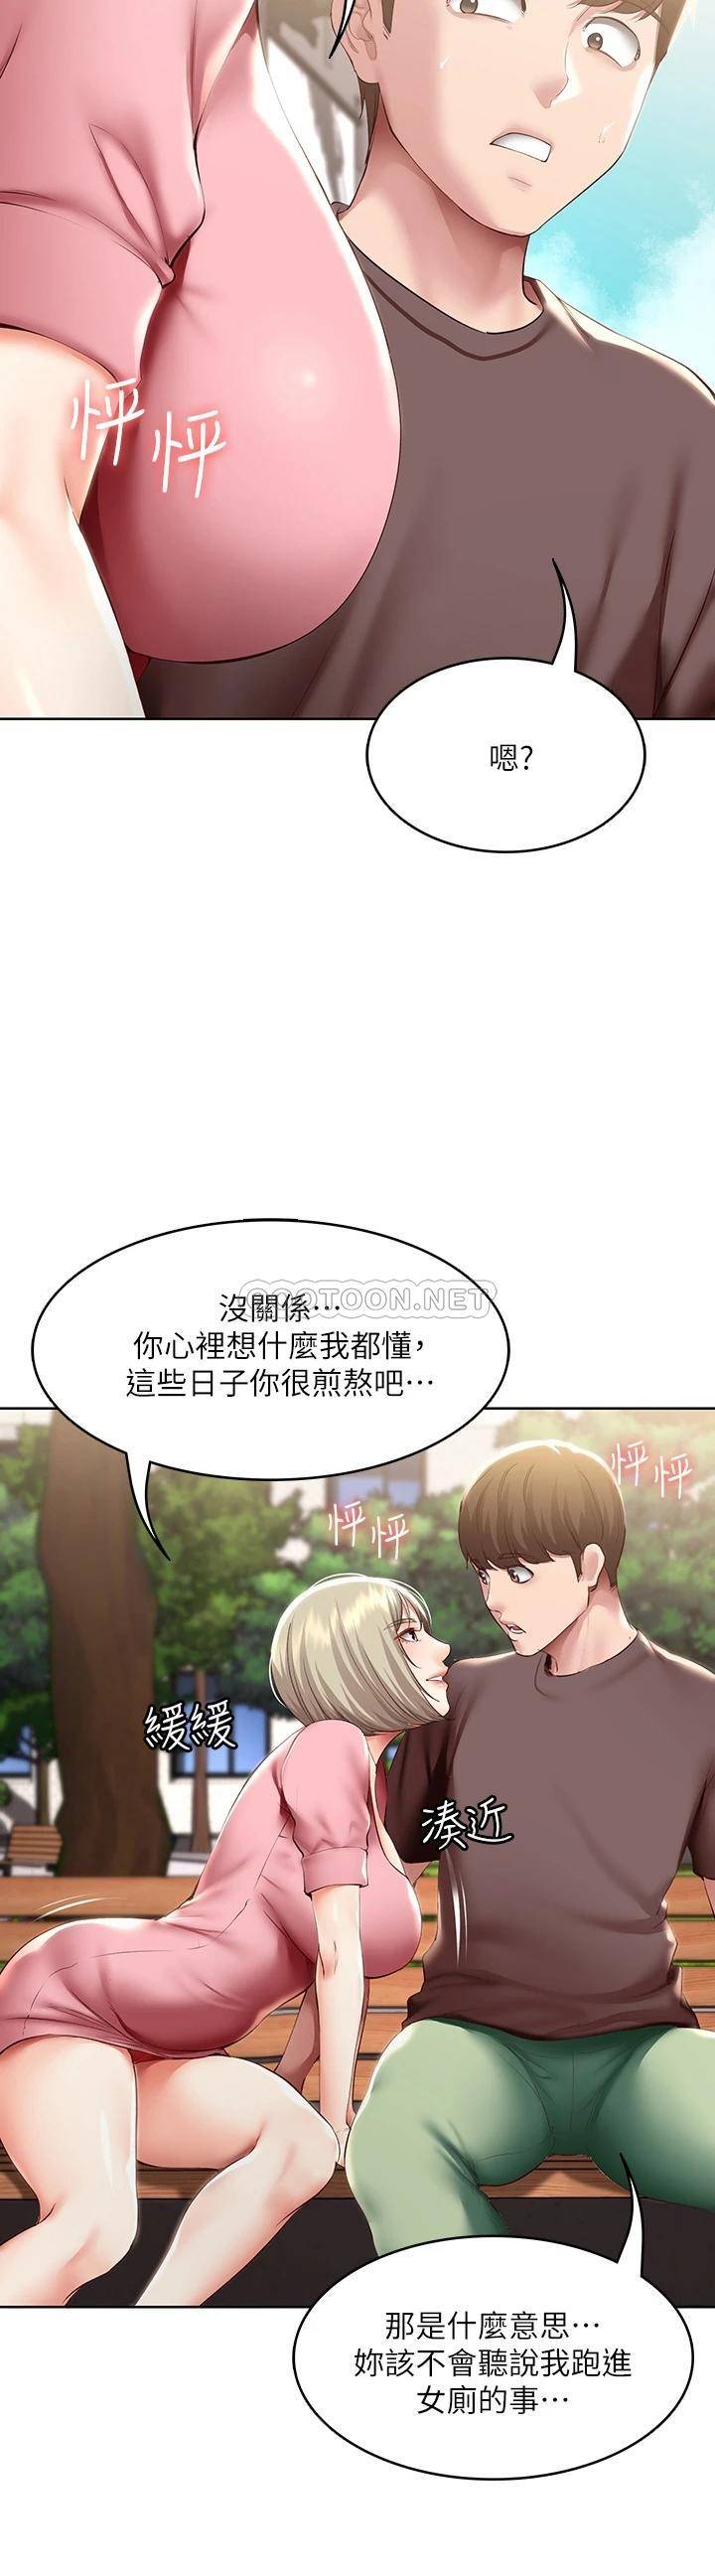 怦怦
嗯?
沒關係…
你心裡想什麼我都懂,
這些日子你很煎熬吧…
怦怦
怦怦
緩緩
湊近
那是什麼意思…
妳該不會聽說我跑進
女廁的事…